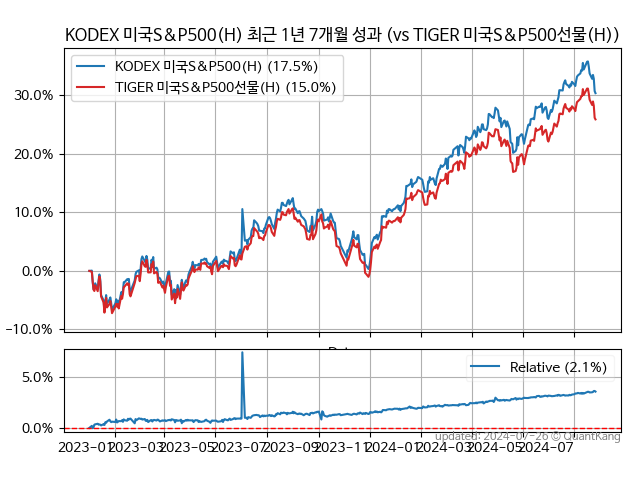 KODEX 미국S&P500(H) 최근 1년 7개월 성과 (vs TIGER 미국S&P500선물(H))
KODEX 미국S&P500(H) (17.5%)
TIGER 미국S&P500선물(H) (15.0%)
30.0%
20.0%
10.0%
0.0%
−10.0%
Relative (2.1%)
5.0%
0.0%
2023-01 2023-03 2023-05 2023-07 2023-09 2023-11 2024-01 2024-03 2024-05 2024-07
updated: 2024-07-26 © QuantKang